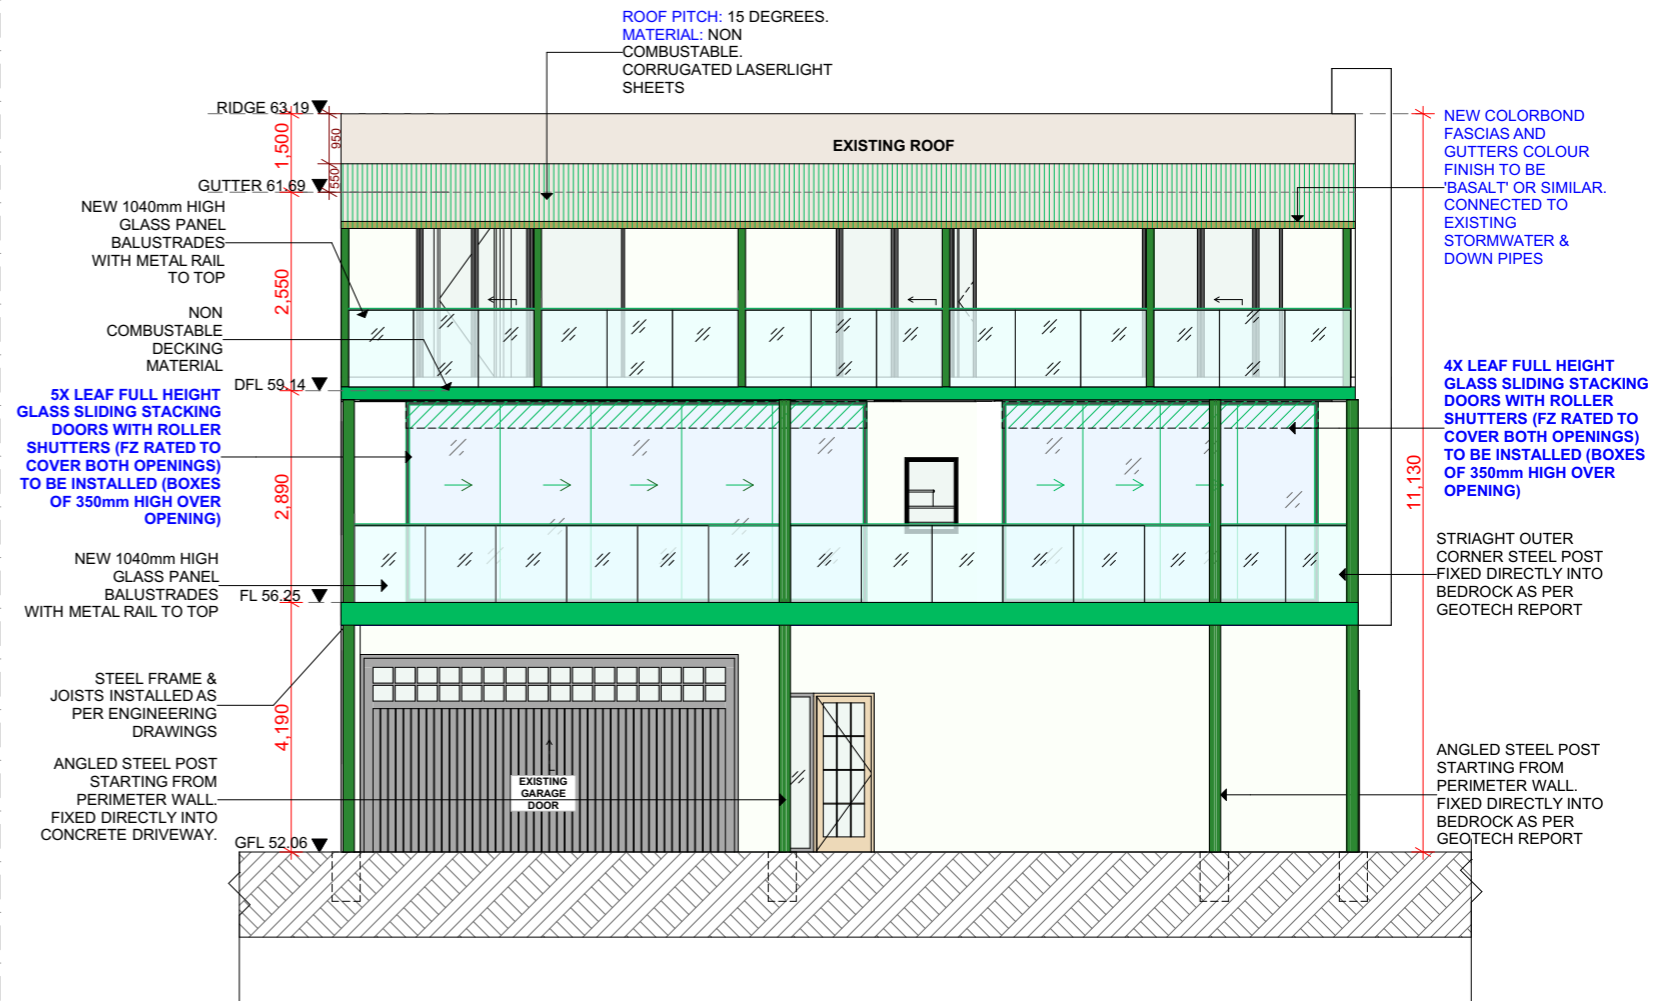 ROOF PITCH: 15 DEGREES.
MATERIAL: NON
COMBUSTABLE.
CORRUGATED LASERLIGHT
SHEETS
RIDGE 63.19
1,500
950
550
EXISTING ROOF
GUTTER 61.69
NEW 1040mm HIGH
GLASS PANEL
BALUSTRADES
WITH METAL RAIL
TO TOP
2,550
NON
COMBUSTABLE
DECKING
MATERIAL
DFL 59.14
5X LEAF FULL HEIGHT
GLASS SLIDING STACKING
DOORS WITH ROLLER
SHUTTERS (FZ RATED TO
COVER BOTH OPENINGS)
TO BE INSTALLED (BOXES
OF 350mm HIGH OVER
OPENING)
2,890
NEW 1040mm HIGH
GLASS PANEL
BALUSTRADES
WITH METAL RAIL TO TOP
FL 56.25
STEEL FRAME &
JOISTS INSTALLED AS
PER ENGINEERING
DRAWINGS
4,190
ANGLED STEEL POST
STARTING FROM
PERIMETER WALL.
FIXED DIRECTLY INTO
CONCRETE DRIVEWAY.
GFL 52.06
EXISTING
GARAGE
DOOR
NEW COLORBOND
FASCIAS AND
GUTTERS COLOUR
FINISH TO BE
'BASALT' OR SIMILAR.
CONNECTED TO
EXISTING
STORMWATER &
DOWN PIPES
4X LEAF FULL HEIGHT
GLASS SLIDING STACKING
DOORS WITH ROLLER
SHUTTERS (FZ RATED TO
COVER BOTH OPENINGS)
TO BE INSTALLED (BOXES
OF 350mm HIGH OVER
OPENING)
11,130
STRIAGHT OUTER
CORNER STEEL POST
FIXED DIRECTLY INTO
BEDROCK AS PER
GEOTECH REPORT
ANGLED STEEL POST
STARTING FROM
PERIMETER WALL.
FIXED DIRECTLY INTO
BEDROCK AS PER
GEOTECH REPORT